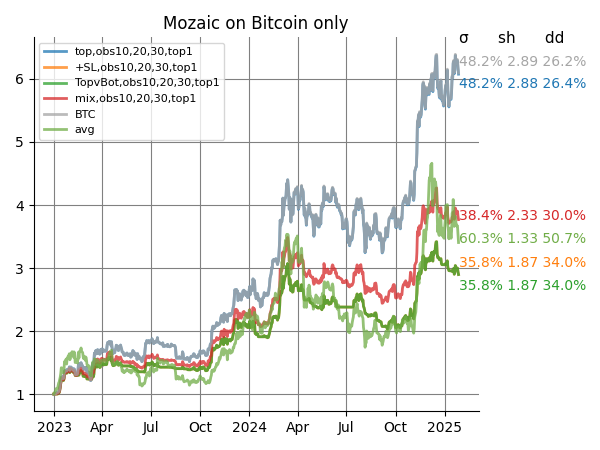 Mozaic on Bitcoin only
σ sh dd
top,obs10,20,30,top1
+SL,obs10,20,30,top1
TopvBot,obs10,20,30,top1
mix,obs10,20,30,top1
BTC
avg
48.2% 2.89 26.2%
48.2% 2.88 26.4%
38.4% 2.33 30.0%
60.3% 1.33 50.7%
35.8% 1.87 34.0%
35.8% 1.87 34.0%
6
5
4
3
2
1
2023 Apr Jul Oct 2024 Apr Jul Oct 2025